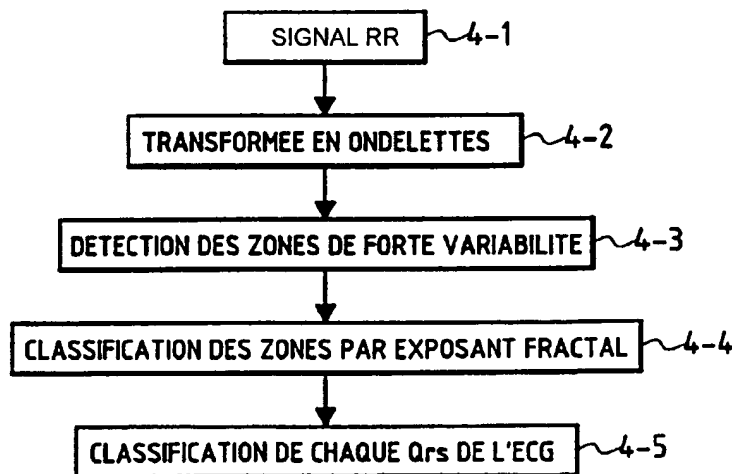 SIGNAL RR 4-1
TRANSFORMEE EN ONDELETTES 4-2
DETECTION DES ZONES DE FORTE VARIABILITE 4-3
CLASSIFICATION DES ZONES PAR EXPOSANT FRACTAL 4-4
CLASSIFICATION DE CHAQUE Qrs DE L'ECG 4-5